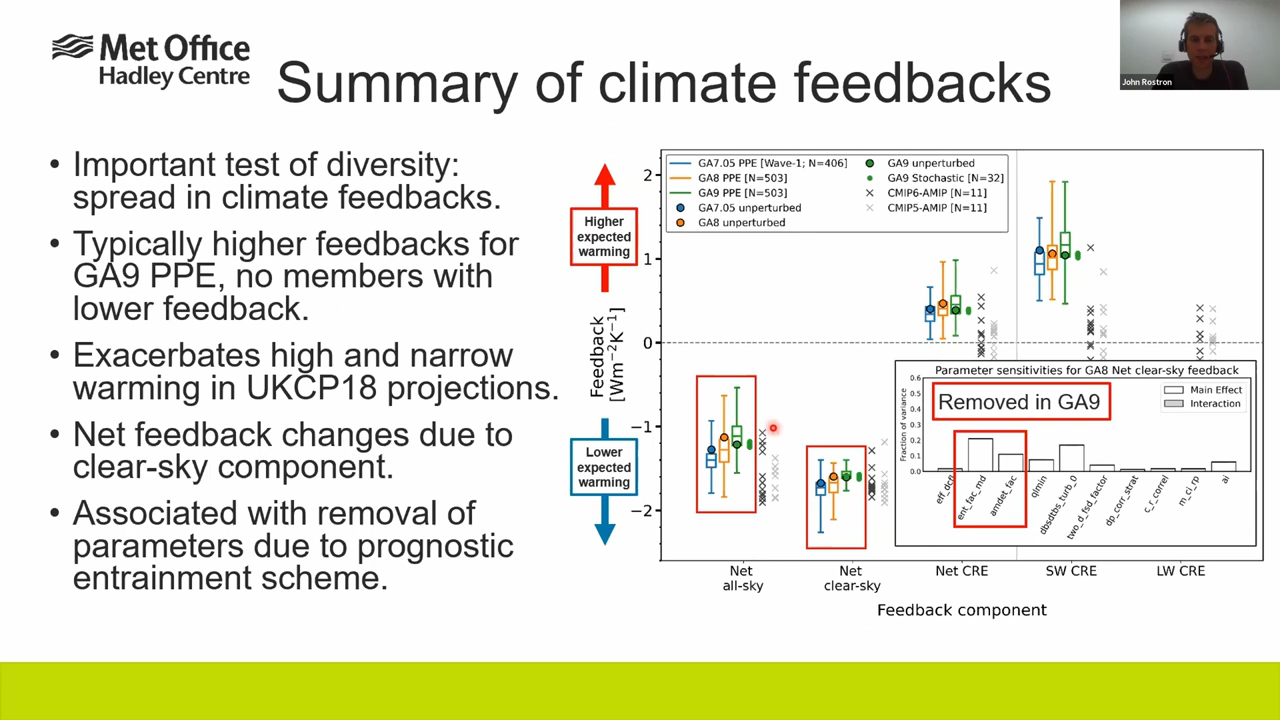 Met Office
Hadley Centre
Summary of climate feedbacks
John Rostron
• Important test of diversity:
spread in climate feedbacks.
• Typically higher feedbacks for
GA9 PPE, no members with
lower feedback.
• Exacerbates high and narrow
warming in UKCP18 projections.
• Net feedback changes due to
clear-sky component.
• Associated with removal of
parameters due to prognostic
entrainment scheme.
Higher
expected
warming
Lower
expected
warming
Feedback
[Wm−2K−1]
2
1
0
−1
−2
GA7.05 PPE [Wave-1; N=406]
GA8 PPE [N=503]
GA9 PPE [N=503]
GA7.05 unperturbed
GA8 unperturbed
GA9 unperturbed
GA9 Stochastic [N=32]
CMIP6-AMIP [N=11]
CMIP5-AMIP [N=11]
Parameter sensitivities for GA8 Net clear-sky feedback
Removed in GA9
Main Effect
Interaction
Fraction of variance
0.6
0.5
0.4
0.3
0.2
0.1
0.0
eff_dcfl
ent_fac_md
amdet_fac
qlmin
dbsdtbs_turb_0
two_d_fsd_factor
dp_corr_strat
c_r_correl
m_ci_rp
ai
Net
all-sky
Net
clear-sky
Net CRE
SW CRE
LW CRE
Feedback component